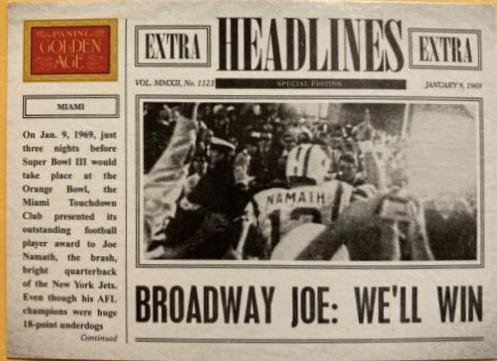 PANINI
GOLDEN
AGE
EXTRA
HEADLINES
EXTRA
VOL. MMXII, No. 1123
SPECIAL EDITION
JANUARY 9, 1969
MIAMI
On Jan. 9, 1969, just
three nights before
Super Bowl III would
take place at the
Orange Bowl, the
Miami Touchdown
Club presented its
outstanding football
player award to Joe
Namath, the brash,
bright quarterback
of the New York Jets.
Even though his AFL
champions were huge
18-point underdogs
Continued
NAMATH
BROADWAY JOE: WE'LL WIN